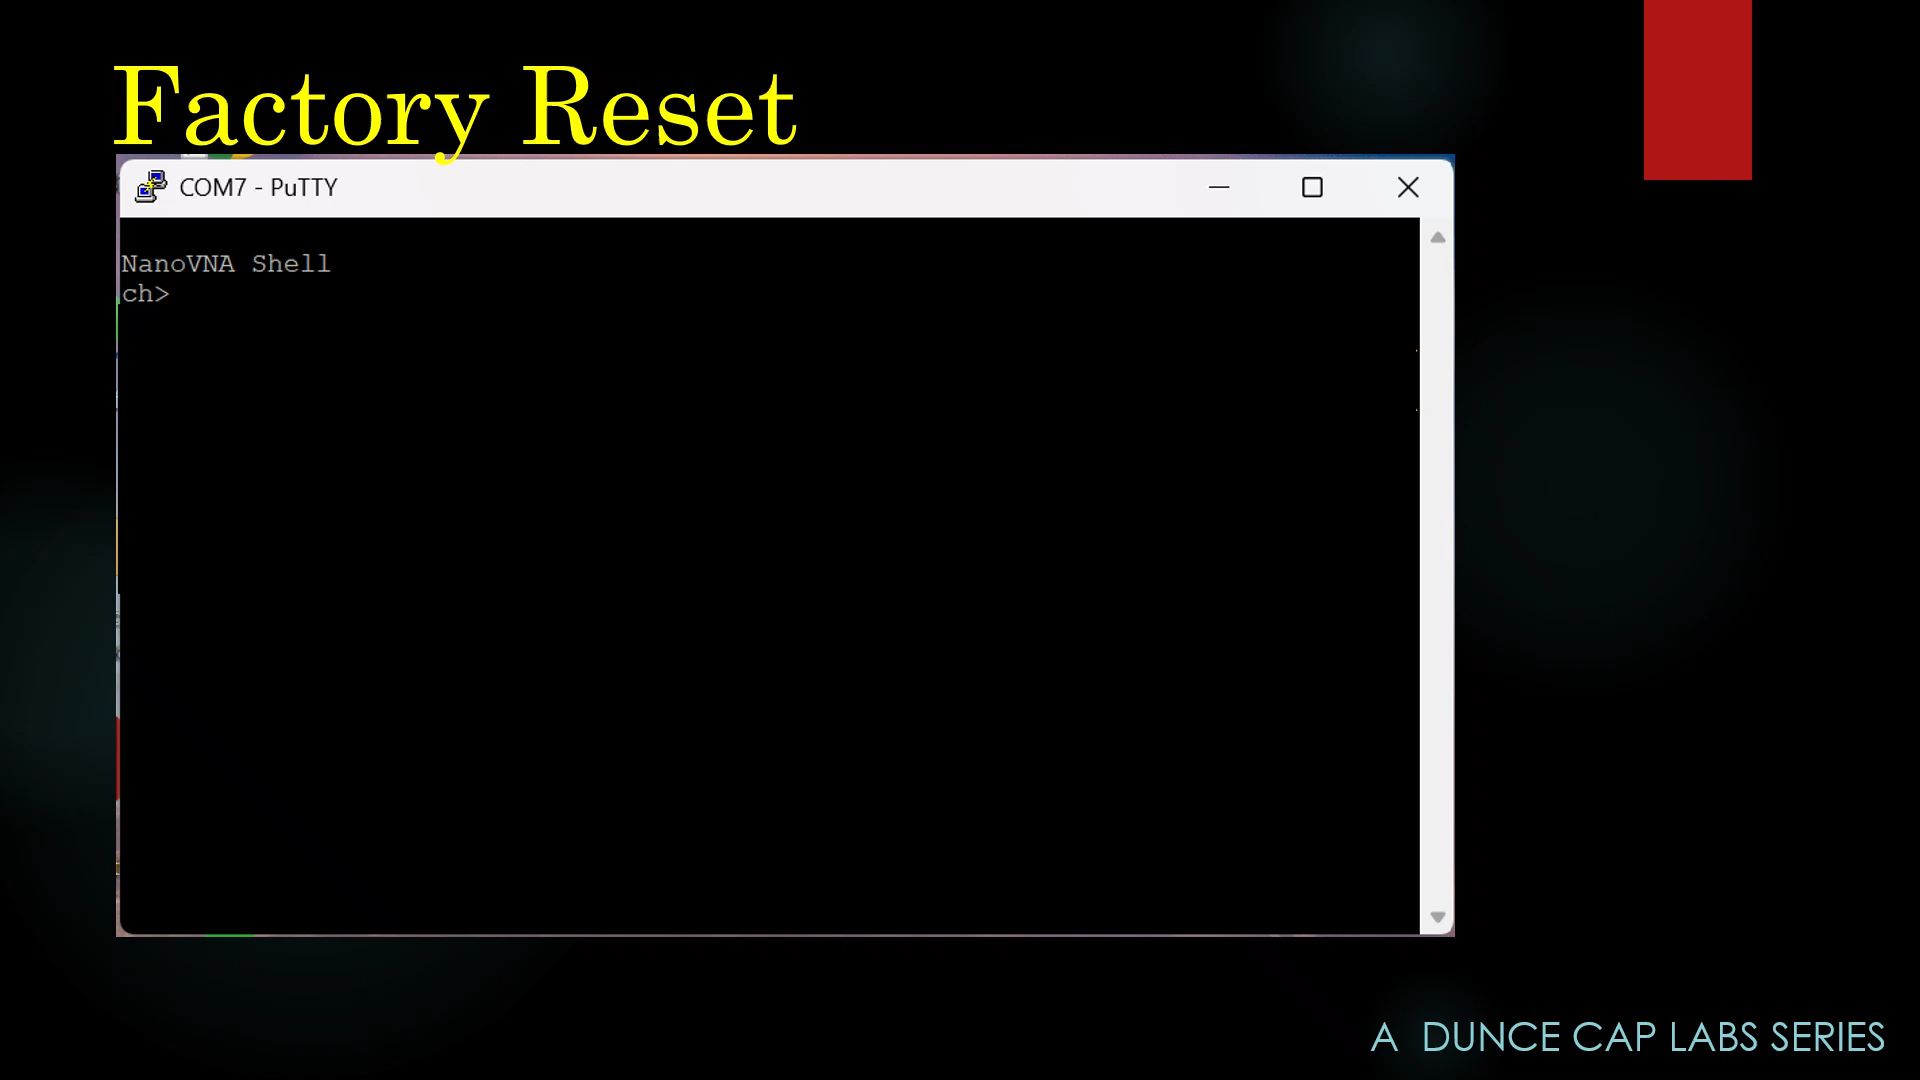 Factory Reset
COM7 - PuTTY
NanoVNA Shell
ch>
A  DUNCE CAP LABS SERIES